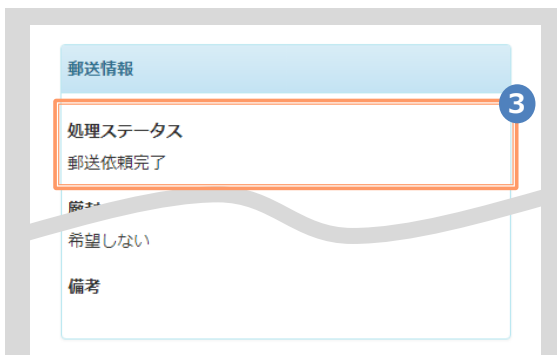 郵送情報
3
処理ステータス
郵送依頼完了
希望しない
備考